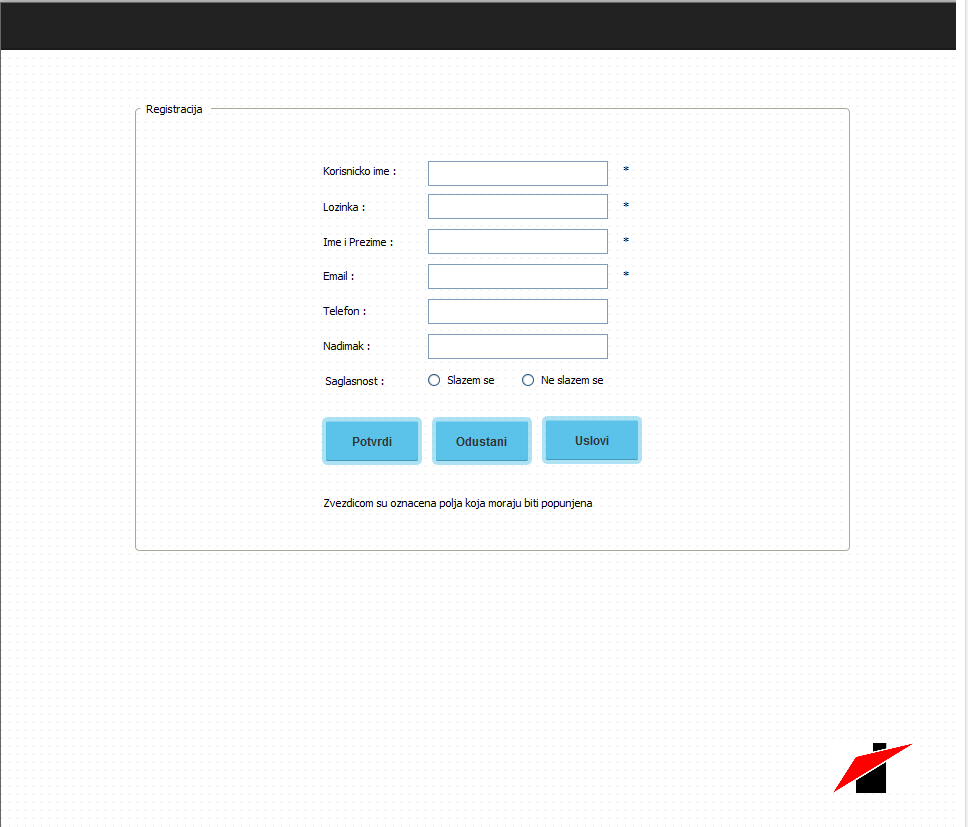 Registracija
Korisnicko ime : *
Lozinka : *
Ime i Prezime : *
Email : *
Telefon :
Nadimak :
Saglasnost : Slazem se Ne slazem se
Potvrdi Odustani Uslovi
Zvezdicom su oznacena polja koja moraju biti popunjena